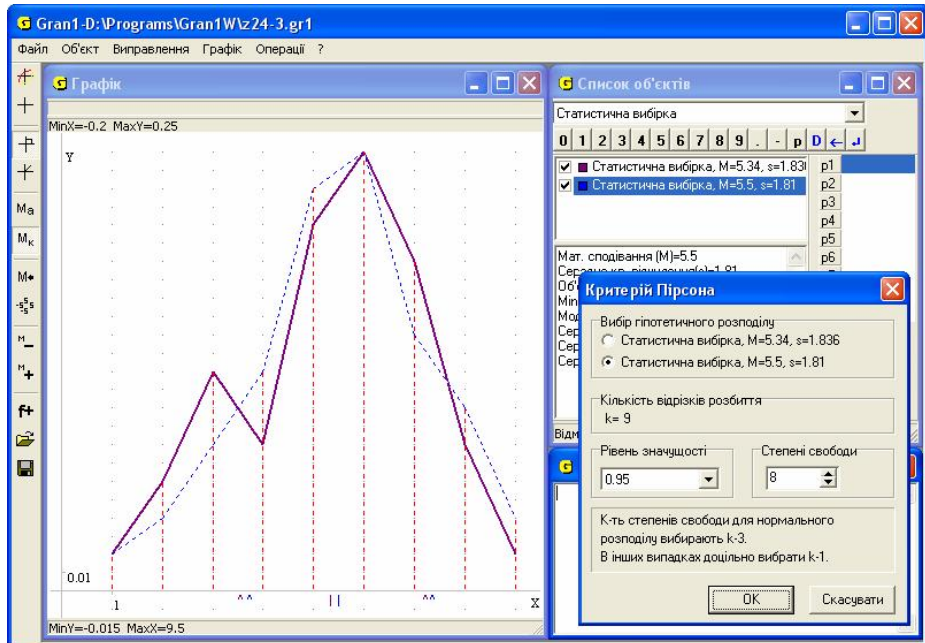 Gran1-D:\Programs\Gran1W\z24-3.gr1
Файл Об'єкт Виправлення Графік Операції ?
Графік
MinX=-0.2 MaxY=0.25
Y
0.01
.1
X
MinY=-0.015 MaxX=9.5
Mа
Mк
M
M
M
f+
Список об'єктів
Статистична вибірка
0 1 2 3 4 5 6 7 8 9 . - p D
Статистична вибірка, M=5.34, s=1.83
Статистична вибірка, M=5.5, s=1.81
p1
p2
p3
p4
p5
p6
Мат. сподівання (M)=5.5
Критерій Пірсона
Вибір гіпотетичного розподілу
Статистична вибірка, M=5.34, s=1.836
Статистична вибірка, M=5.5, s=1.81
Кількість відрізків розбиття
k= 9
Рівень значущості
0.95
Степені свободи
8
К-ть степенів свободи для нормального
розподілу вибирають k-3.
В інших випадках доцільно вибрати k-1.
OK
Скасувати